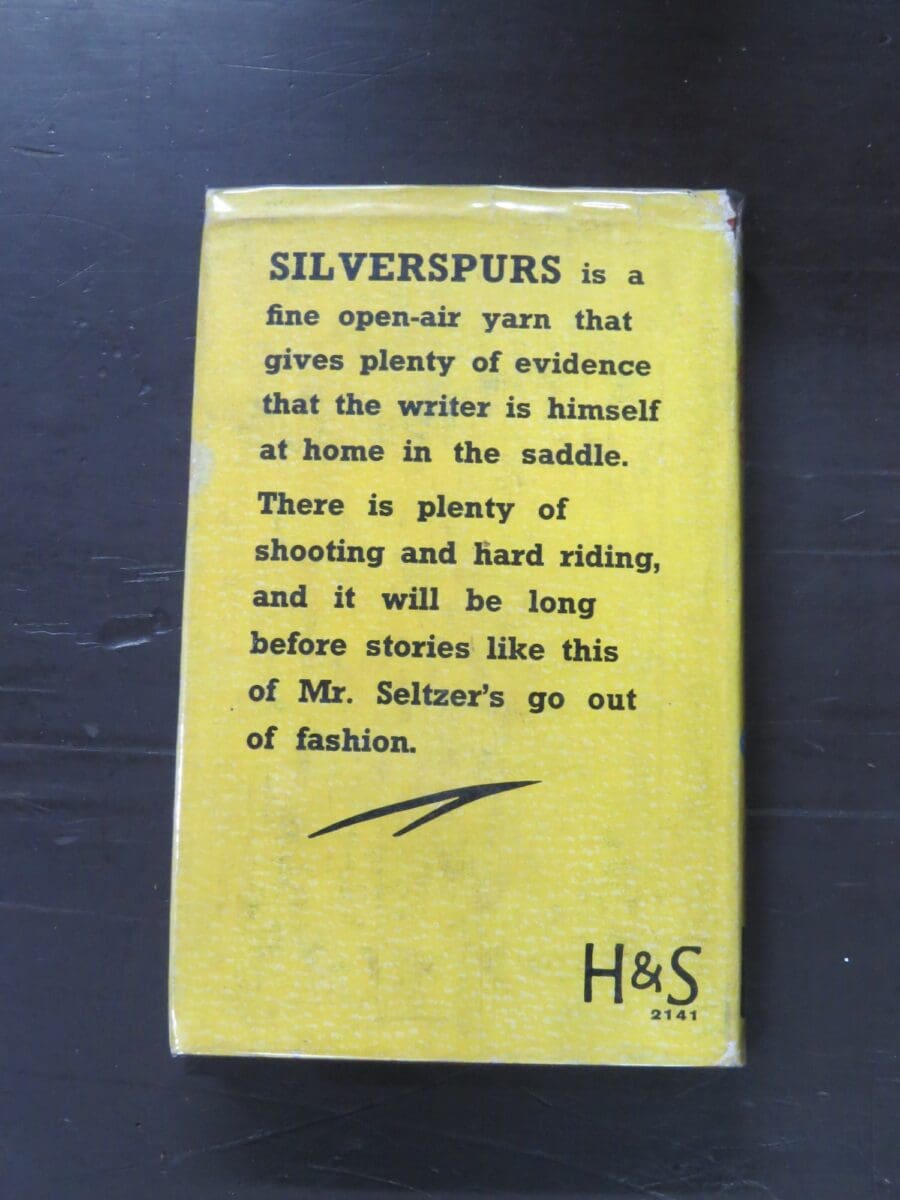 SILVERSPURS is a
fine open-air yarn that
gives plenty of evidence
that the writer is himself
at home in the saddle.
There is plenty of
shooting and hard riding,
and it will be long
before stories like this
of Mr. Seltzer's go out
of fashion.
H&S
2141